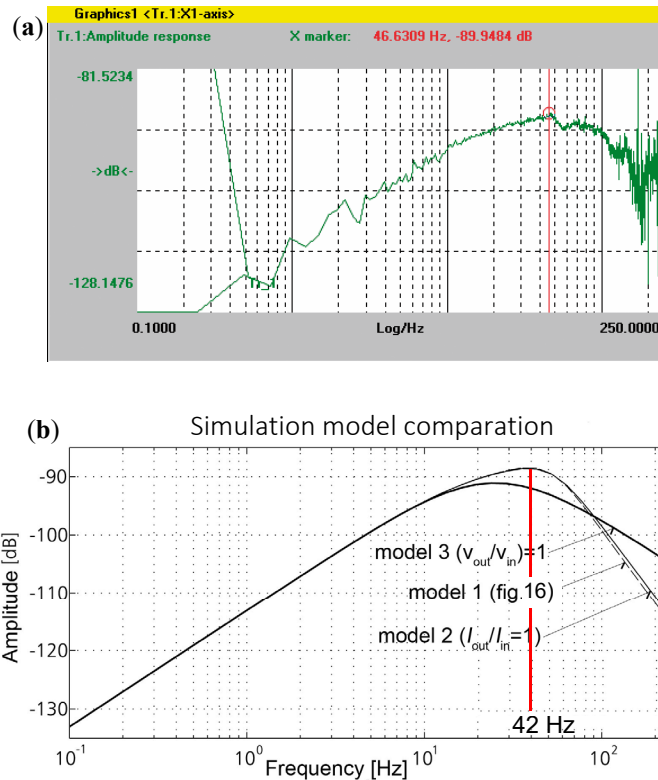 (a)
Graphics1 <Tr.1:X1-axis>
Tr.1:Amplitude response X marker: 46.6309 Hz, -89.9484 dB
-81.5234
->dB<-
-128.1476
0.1000 Log/Hz 250.0000
(b)
Simulation model comparation
Amplitude [dB]
-90
-100
-110
-120
-130
model 3 (vout/vin)=1
model 1 (fig.16)
model 2 (Iout/Iin=1)
42 Hz
10-1 100 101 102
Frequency [Hz]